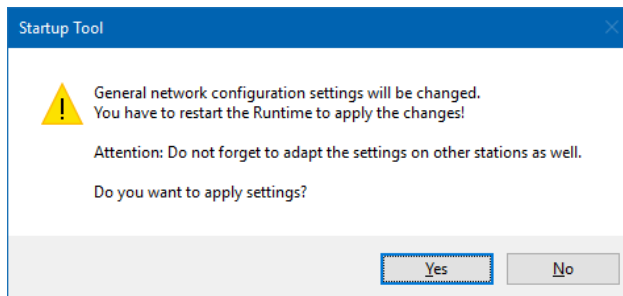 Startup Tool
General network configuration settings will be changed.
You have to restart the Runtime to apply the changes!
Attention: Do not forget to adapt the settings on other stations as well.
Do you want to apply settings?
Yes
No